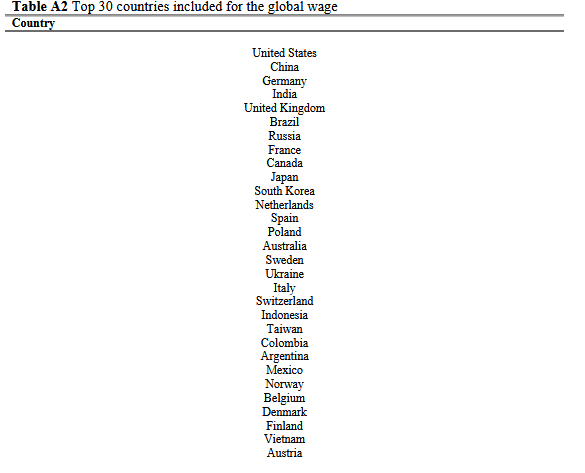 Table A2 Top 30 countries included for the global wage
Country
United States
China
Germany
India
United Kingdom
Brazil
Russia
France
Canada
Japan
South Korea
Netherlands
Spain
Poland
Australia
Sweden
Ukraine
Italy
Switzerland
Indonesia
Taiwan
Colombia
Argentina
Mexico
Norway
Belgium
Denmark
Finland
Vietnam
Austria